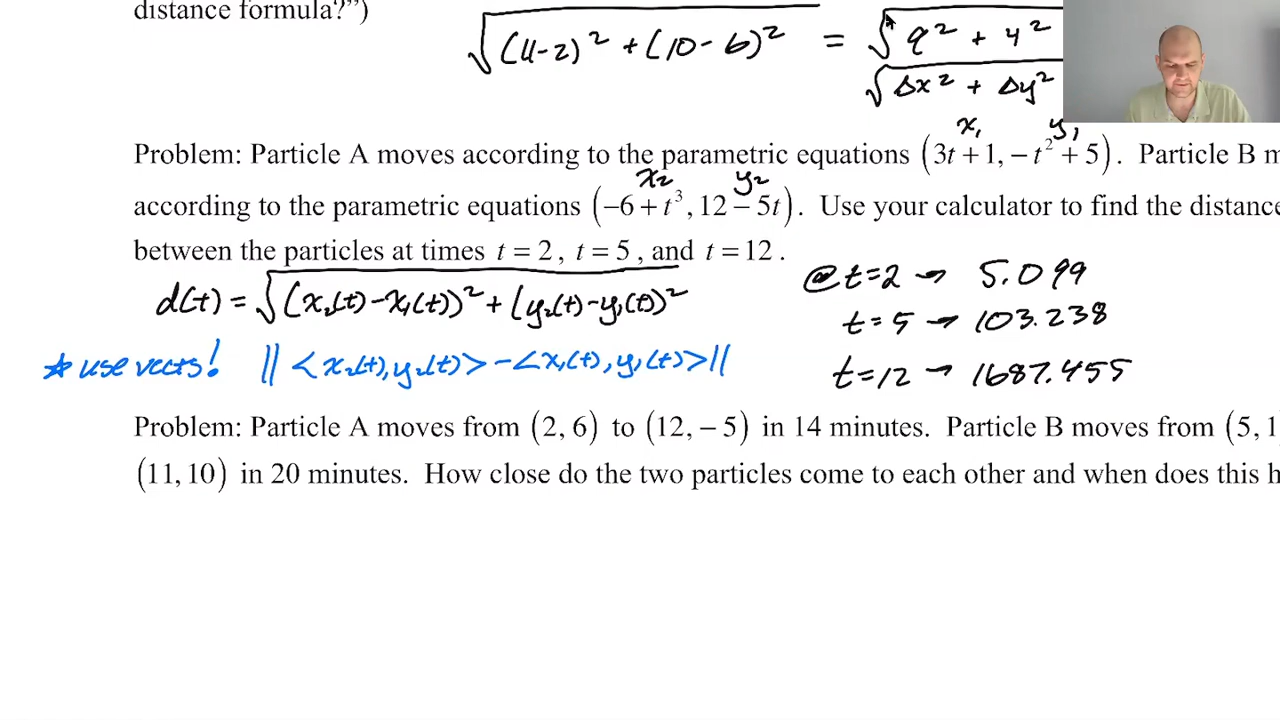 distance formula?")
√((11-2)² + (10-6)²) = √(9² + 4²
√(Δx² + Δy²
x₁ y₁
Problem: Particle A moves according to the parametric equations (3t + 1, −t² + 5). Particle B m
x₂ y₂
according to the parametric equations (−6 + t³, 12 − 5t). Use your calculator to find the distance
between the particles at times t = 2, t = 5, and t = 12.
@ t=2 → 5.099
d(t) = √((x₂(t) - x₁(t))² + (y₂(t) - y₁(t))²
t=5 → 103.238
☆ use vects! || <x₂(t), y₂(t)> - <x₁(t), y₁(t)> ||
t=12 → 1687.455
Problem: Particle A moves from (2, 6) to (12, −5) in 14 minutes. Particle B moves from (5, 1
(11, 10) in 20 minutes. How close do the two particles come to each other and when does this h